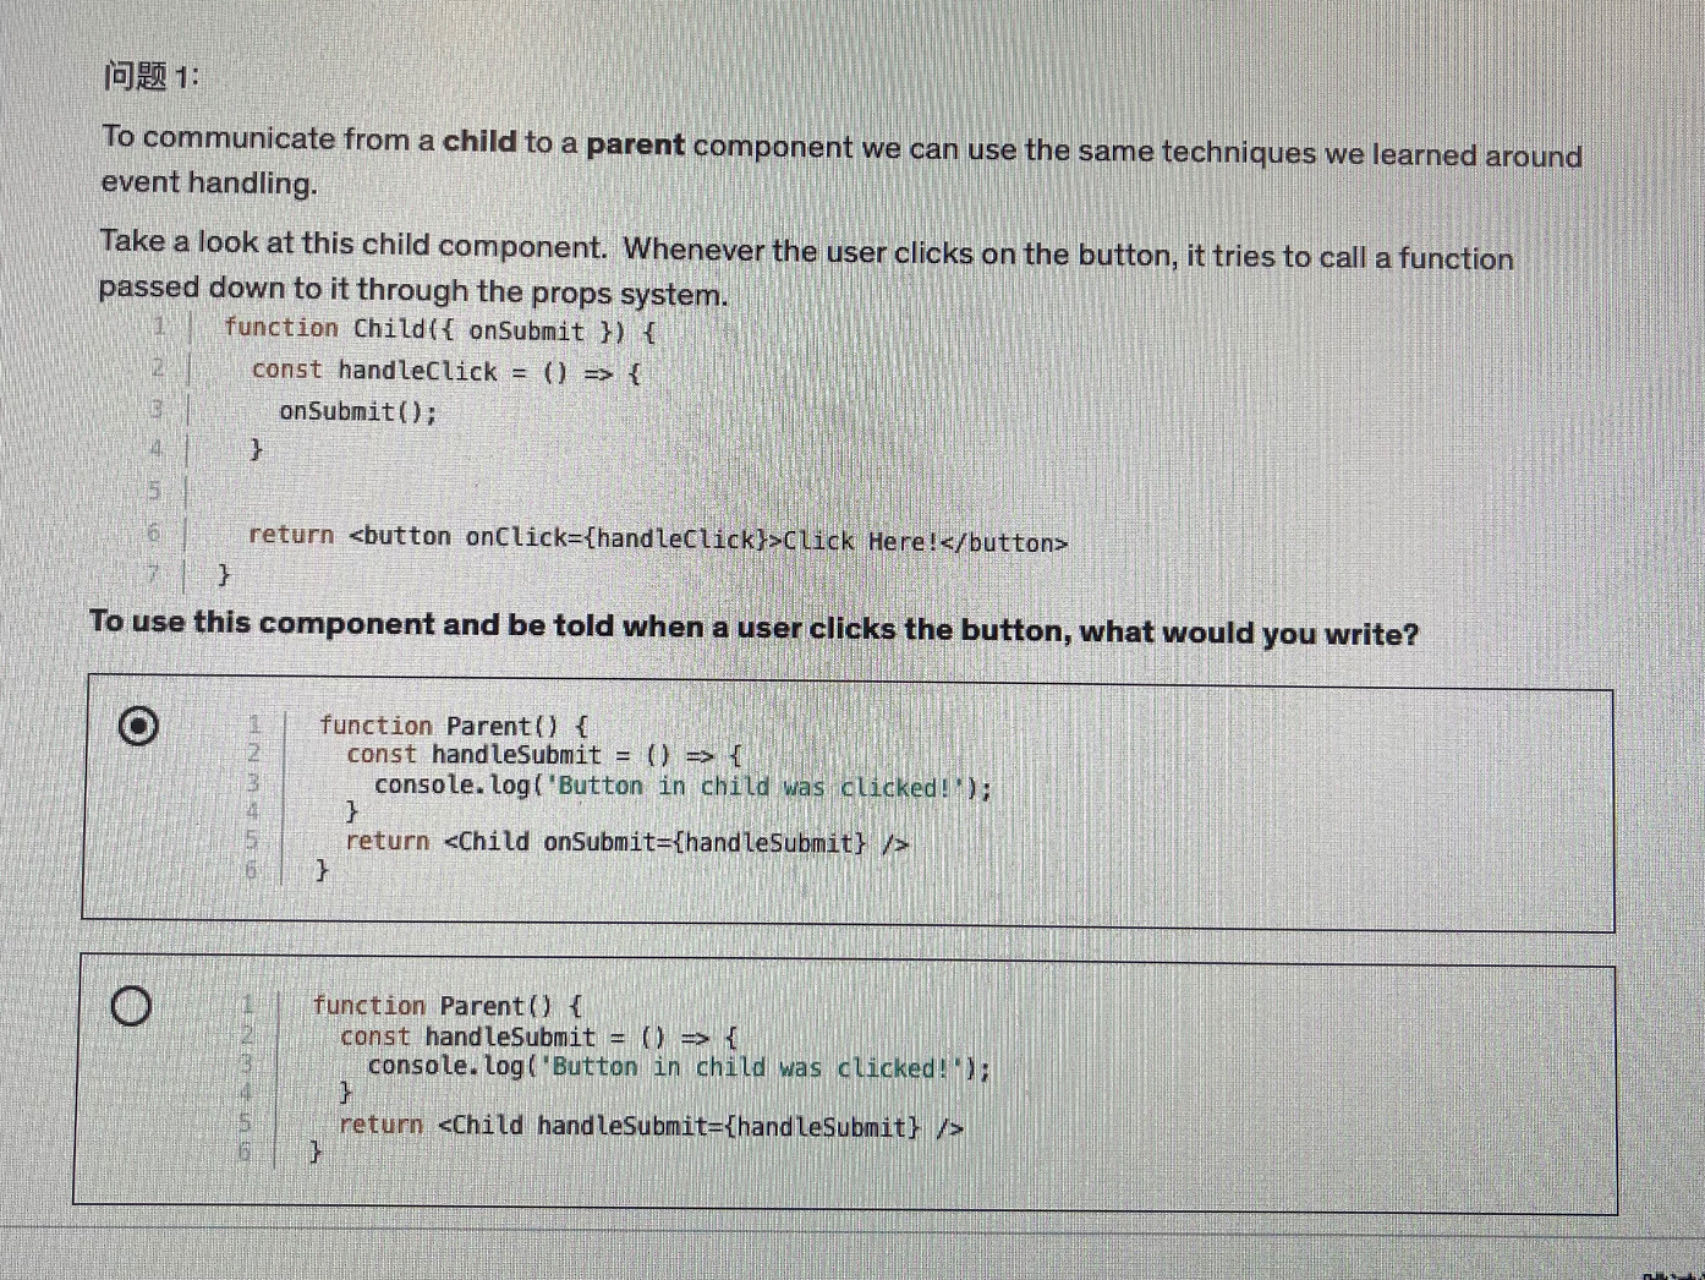 问题 1:
To communicate from a child to a parent component we can use the same techniques we learned around
event handling.
Take a look at this child component. Whenever the user clicks on the button, it tries to call a function
passed down to it through the props system.
1 function Child({ onSubmit }) {
2 const handleClick = () => {
3 onSubmit();
4 }
5
6 return <button onClick={handleClick}>Click Here!</button>
7 }
To use this component and be told when a user clicks the button, what would you write?
1 function Parent() {
2 const handleSubmit = () => {
3 console.log('Button in child was clicked!');
4 }
5 return <Child onSubmit={handleSubmit} />
6 }
1 function Parent() {
2 const handleSubmit = () => {
3 console.log('Button in child was clicked!');
4 }
5 return <Child handleSubmit={handleSubmit} />
6 }